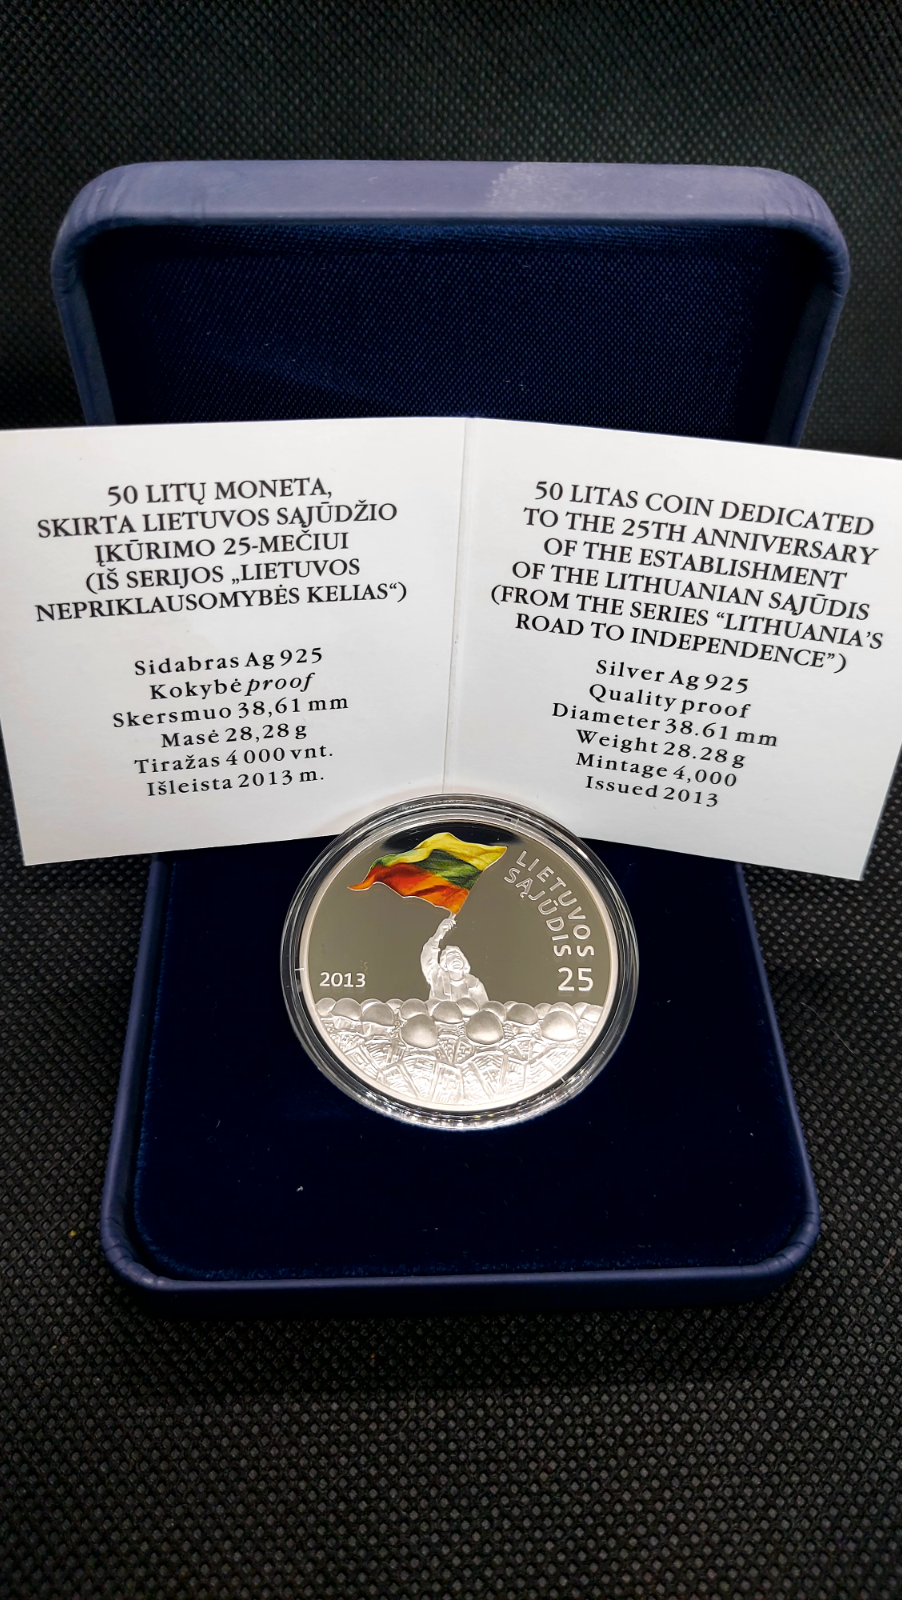 50 LITŲ MONETA,
SKIRTA LIETUVOS SĄJŪDŽIO
ĮKŪRIMO 25-MEČIUI
(IŠ SERIJOS „LIETUVOS
NEPRIKLAUSOMYBĖS KELIAS“)
Sidabras Ag 925
Kokybė proof
Skersmuo 38,61 mm
Masė 28,28 g
Tiražas 4 000 vnt.
Išleista 2013 m.
50 LITAS COIN DEDICATED
TO THE 25TH ANNIVERSARY
OF THE ESTABLISHMENT
OF THE LITHUANIAN SĄJŪDIS
(FROM THE SERIES “LITHUANIA’S
ROAD TO INDEPENDENCE”)
Silver Ag 925
Quality proof
Diameter 38.61 mm
Weight 28.28 g
Mintage 4,000
Issued 2013
LIETUVOS
SĄJŪDIS
25
2013